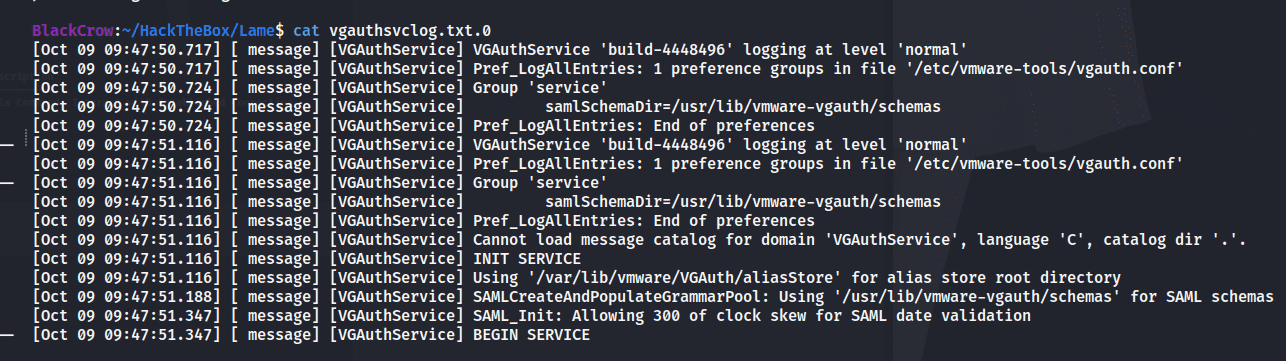 BlackCrow:~/HackTheBox/Lame$ cat vgauthsvclog.txt.0
[Oct 09 09:47:50.717] [ message] [VGAuthService] VGAuthService 'build-4448496' logging at level 'normal'
[Oct 09 09:47:50.717] [ message] [VGAuthService] Pref_LogAllEntries: 1 preference groups in file '/etc/vmware-tools/vgauth.conf'
[Oct 09 09:47:50.724] [ message] [VGAuthService] Group 'service'
[Oct 09 09:47:50.724] [ message] [VGAuthService]         samlSchemaDir=/usr/lib/vmware-vgauth/schemas
[Oct 09 09:47:50.724] [ message] [VGAuthService] Pref_LogAllEntries: End of preferences
[Oct 09 09:47:51.116] [ message] [VGAuthService] VGAuthService 'build-4448496' logging at level 'normal'
[Oct 09 09:47:51.116] [ message] [VGAuthService] Pref_LogAllEntries: 1 preference groups in file '/etc/vmware-tools/vgauth.conf'
[Oct 09 09:47:51.116] [ message] [VGAuthService] Group 'service'
[Oct 09 09:47:51.116] [ message] [VGAuthService]         samlSchemaDir=/usr/lib/vmware-vgauth/schemas
[Oct 09 09:47:51.116] [ message] [VGAuthService] Pref_LogAllEntries: End of preferences
[Oct 09 09:47:51.116] [ message] [VGAuthService] Cannot load message catalog for domain 'VGAuthService', language 'C', catalog dir '.'.
[Oct 09 09:47:51.116] [ message] [VGAuthService] INIT SERVICE
[Oct 09 09:47:51.116] [ message] [VGAuthService] Using '/var/lib/vmware/VGAuth/aliasStore' for alias store root directory
[Oct 09 09:47:51.188] [ message] [VGAuthService] SAMLCreateAndPopulateGrammarPool: Using '/usr/lib/vmware-vgauth/schemas' for SAML schemas
[Oct 09 09:47:51.347] [ message] [VGAuthService] SAML_Init: Allowing 300 of clock skew for SAML date validation
[Oct 09 09:47:51.347] [ message] [VGAuthService] BEGIN SERVICE